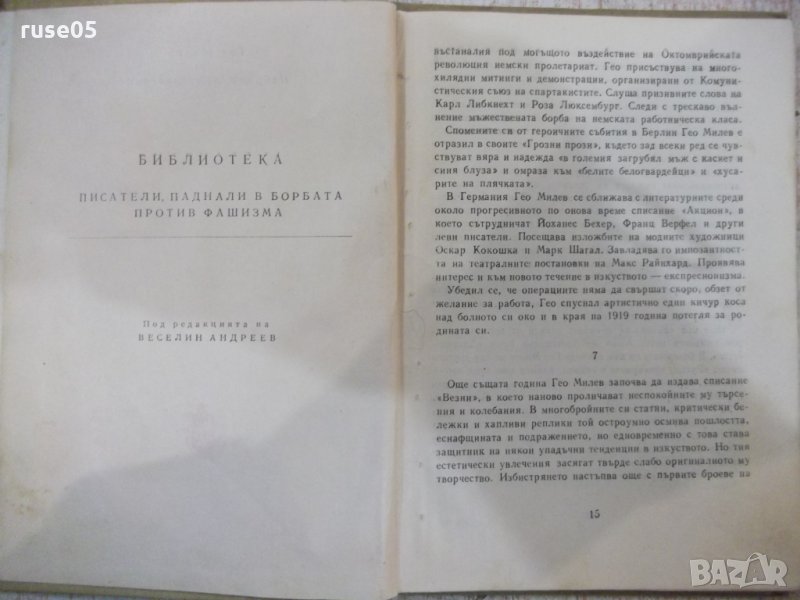 ruse05
БИБЛИОТЕКА
ПИСАТЕЛИ, ПАДНАЛИ В БОРБАТА
ПРОТИВ ФАШИЗМА
Под редакцията на
ВЕСЕЛИН АНДРЕЕВ
въстаналия под могъщото въздействие на Октомврийската
революция немски пролетариат. Гео присъствува на много-
хилядни митинги и демонстрации, организирани от Комунис-
тическия съюз на спартакистите. Слуша призивните слова на
Карл Либкнехт и Роза Люксембург. Следи с трескаво въл-
нение мъжествената борба на немската работническа класа.
Спомените си от героичните събития в Берлин Гео Милев е
отразил в своите «Грозни прози», където зад всеки ред се чув-
ствуват вяра и надежда «в големия загрубял мъж с каскет и
синя блуза» и омраза към «белите белогвардейци» и «хуса-
рите на плячката».
В Германия Гео Милев се сближава с литературните среди
около прогресивното по онова време списание «Акцион», в
което сътрудничат Йоханес Бехер, Франц Верфел и други
леви писатели. Посещава изложбите на модните художници
Оскар Кокошка и Марк Шагал. Завладява го импозантност-
та на театралните постановки на Макс Райнхард. Проявява
интерес и към новото течение в изкуството — експресионизма.
Убедил се, че операциите няма да свършат скоро, обзет от
желание за работа, Гео спуснал артистично един кичур коса
над болното си око и в края на 1919 година потегля за ро-
дината си.
7
Още същата година Гео Милев започва да издава списание
«Везни», в което наново проличават неспокойните му търсе-
ния и колебания. В многобройните си статии, критически бе-
лежки и хапливи реплики той остроумно осмива пошлостта,
еснафщината и подражението, но едновременно с това става
защитник на някои упадъчни тенденции в изкуството. Но тия
естетически увлечения засягат твърде слабо оригиналното му
творчество. Избистрянето настъпва още с първите броеве на
15
BAZAR
bazar.bg